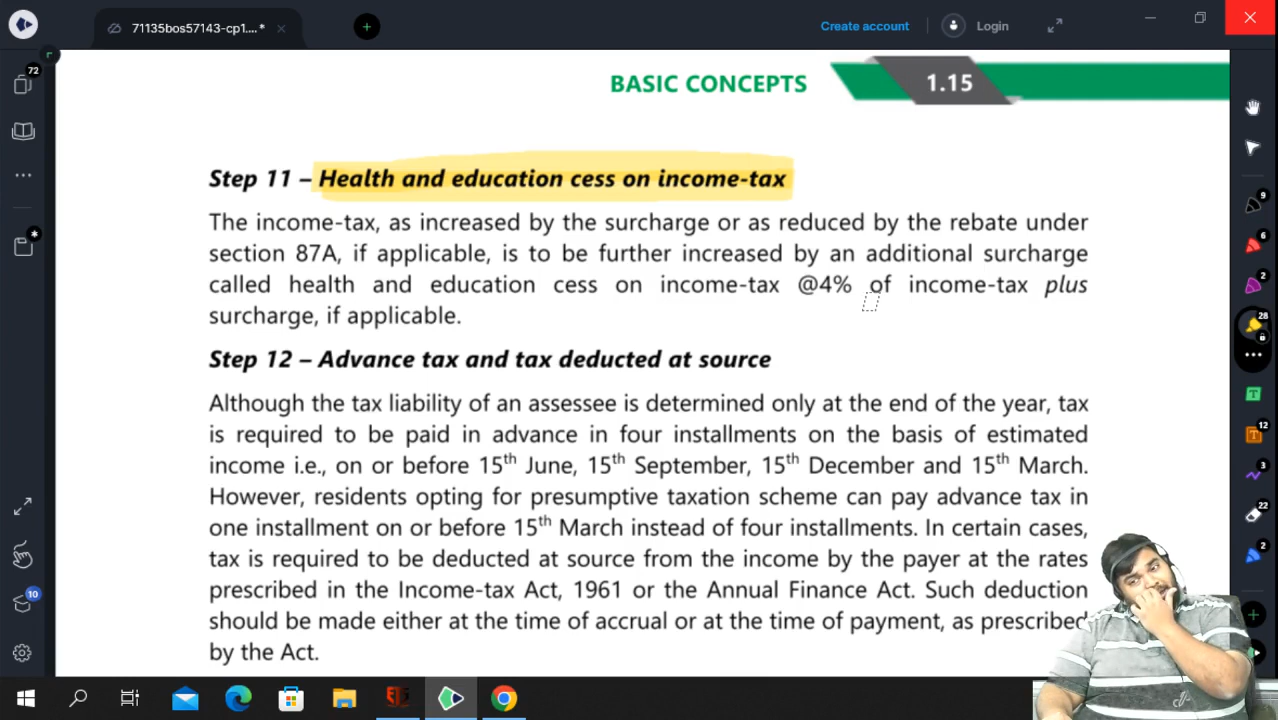 71135bos57143-cp1....*
Create account
Login
72
BASIC CONCEPTS
1.15
Step 11 – Health and education cess on income-tax
The income-tax, as increased by the surcharge or as reduced by the rebate under
section 87A, if applicable, is to be further increased by an additional surcharge
called health and education cess on income-tax @4% of income-tax plus
surcharge, if applicable.
Step 12 – Advance tax and tax deducted at source
Although the tax liability of an assessee is determined only at the end of the year, tax
is required to be paid in advance in four installments on the basis of estimated
income i.e., on or before 15th June, 15th September, 15th December and 15th March.
However, residents opting for presumptive taxation scheme can pay advance tax in
one installment on or before 15th March instead of four installments. In certain cases,
tax is required to be deducted at source from the income by the payer at the rates
prescribed in the Income-tax Act, 1961 or the Annual Finance Act. Such deduction
should be made either at the time of accrual or at the time of payment, as prescribed
by the Act.
*
10
9
6
2
28
T
T
12
3
22
2